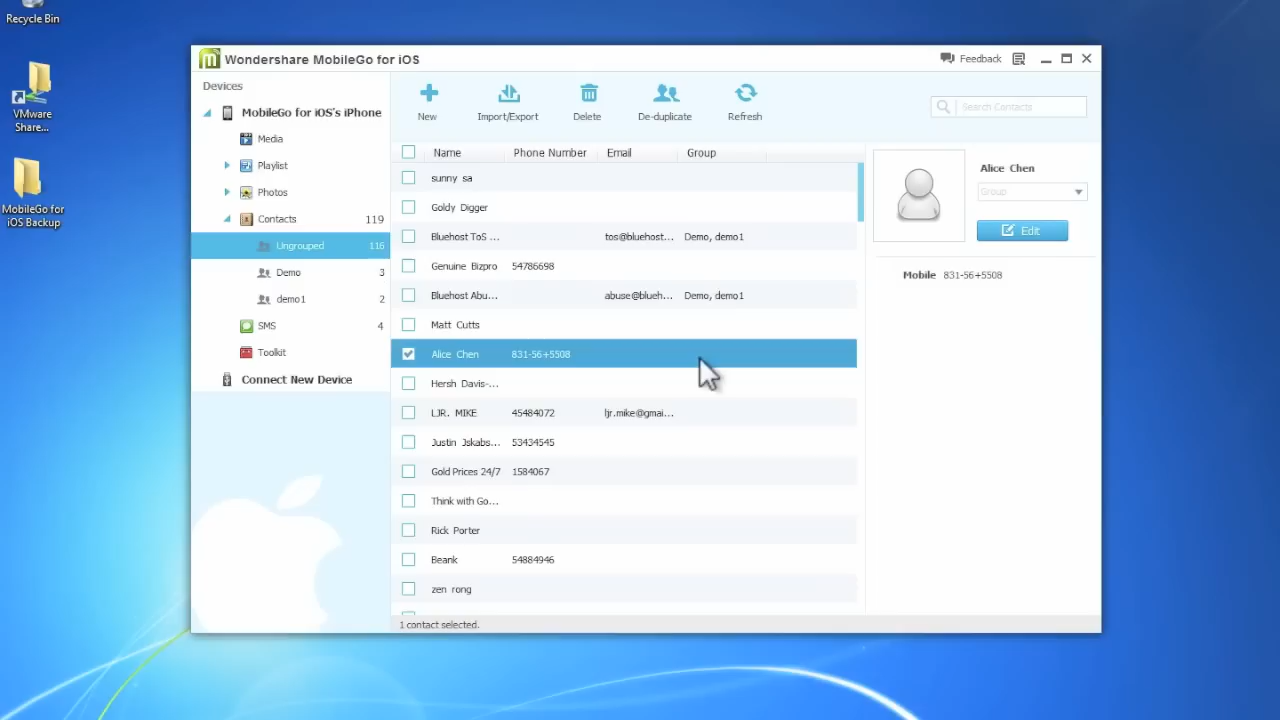 Recycle Bin
VMware
Share...
MobileGo for
iOS Backup
Wondershare MobileGo for iOS
Feedback
Devices
MobileGo for iOS's iPhone
Media
Playlist
Photos
Contacts 119
Ungrouped 116
Demo 3
demo1 2
SMS 4
Toolkit
Connect New Device
New Import/Export Delete De-duplicate Refresh
Search Contacts
Name Phone Number Email Group
sunny sa
Goldy Digger
Bluehost ToS ... tos@bluehost... Demo, demo1
Genuine Bizpro 54786698
Bluehost Abu... abuse@blueh... Demo, demo1
Matt Cutts
Alice Chen 831-56+5508
Hersh Davis-...
LJR. MIKE 45484072 ljr.mike@gmai...
Justin Jskabs... 53434545
Gold Prices 24/7 1584067
Think with Go...
Rick Porter
Beank 54884946
zen rong
1 contact selected.
Alice Chen
Group
Edit
Mobile 831-56+5508